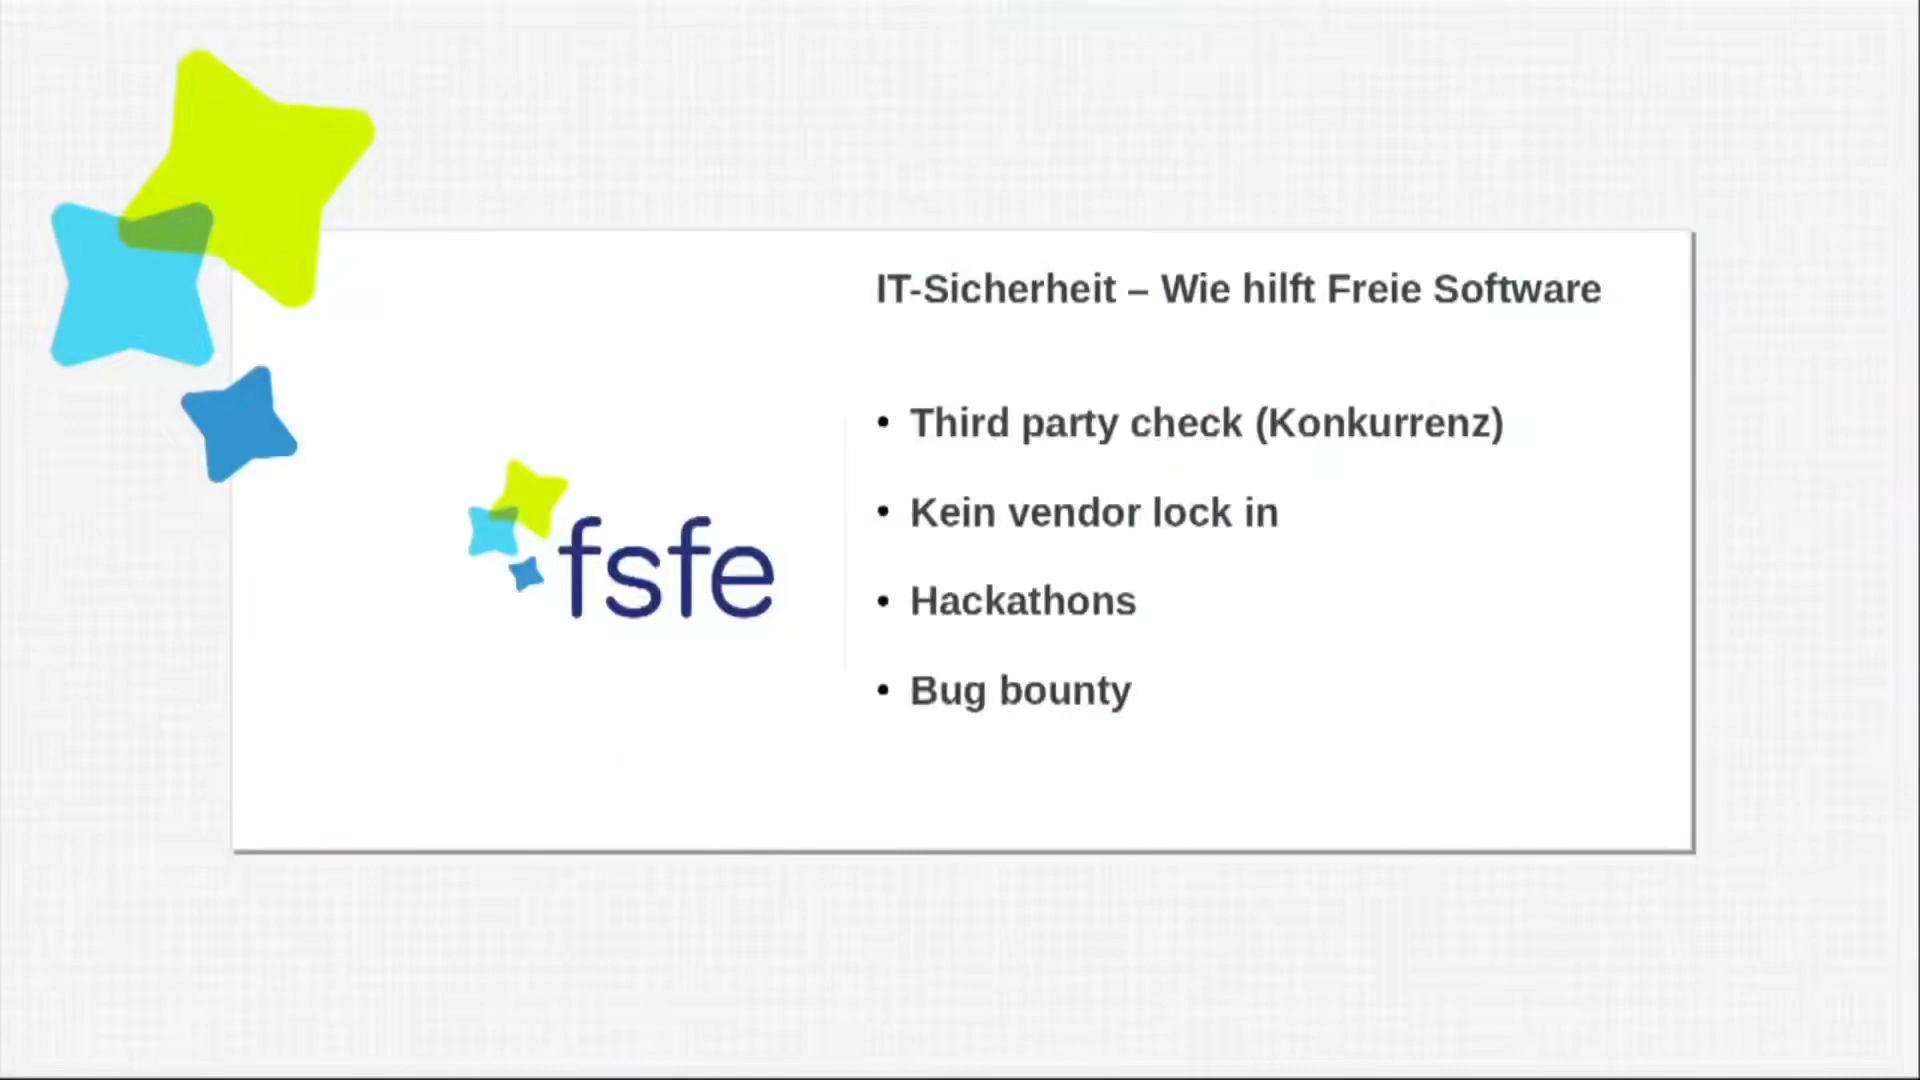 IT-Sicherheit – Wie hilft Freie Software
fsfe
• Third party check (Konkurrenz)
• Kein vendor lock in
• Hackathons
• Bug bounty